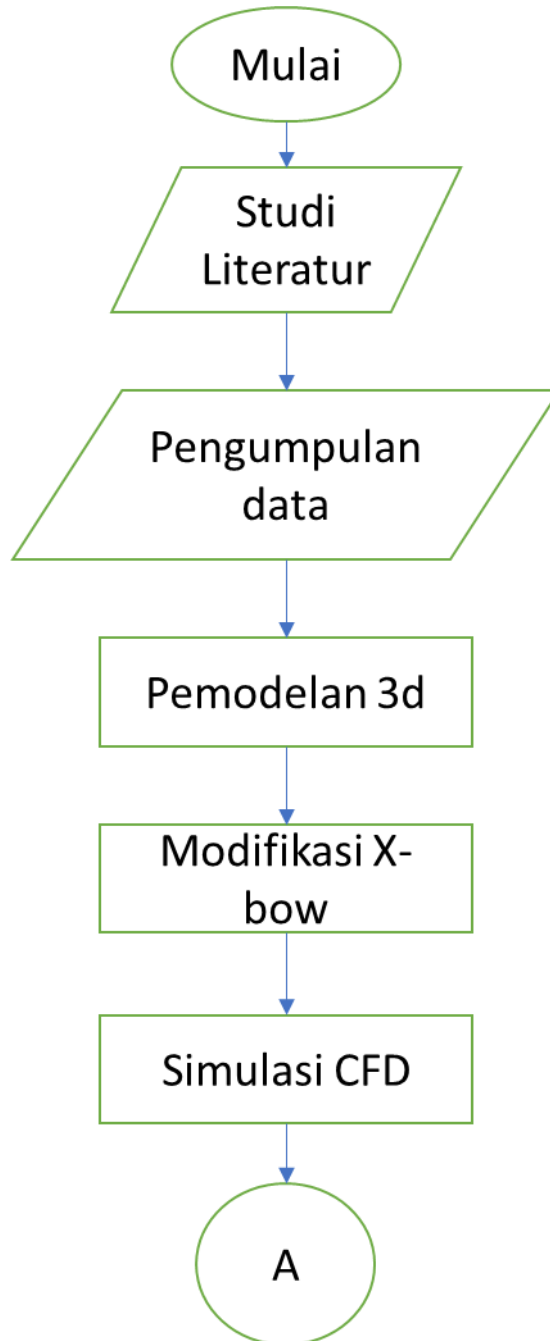 Mulai
Studi
Literatur
Pengumpulan
data
Pemodelan 3d
Modifikasi X-
bow
Simulasi CFD
A